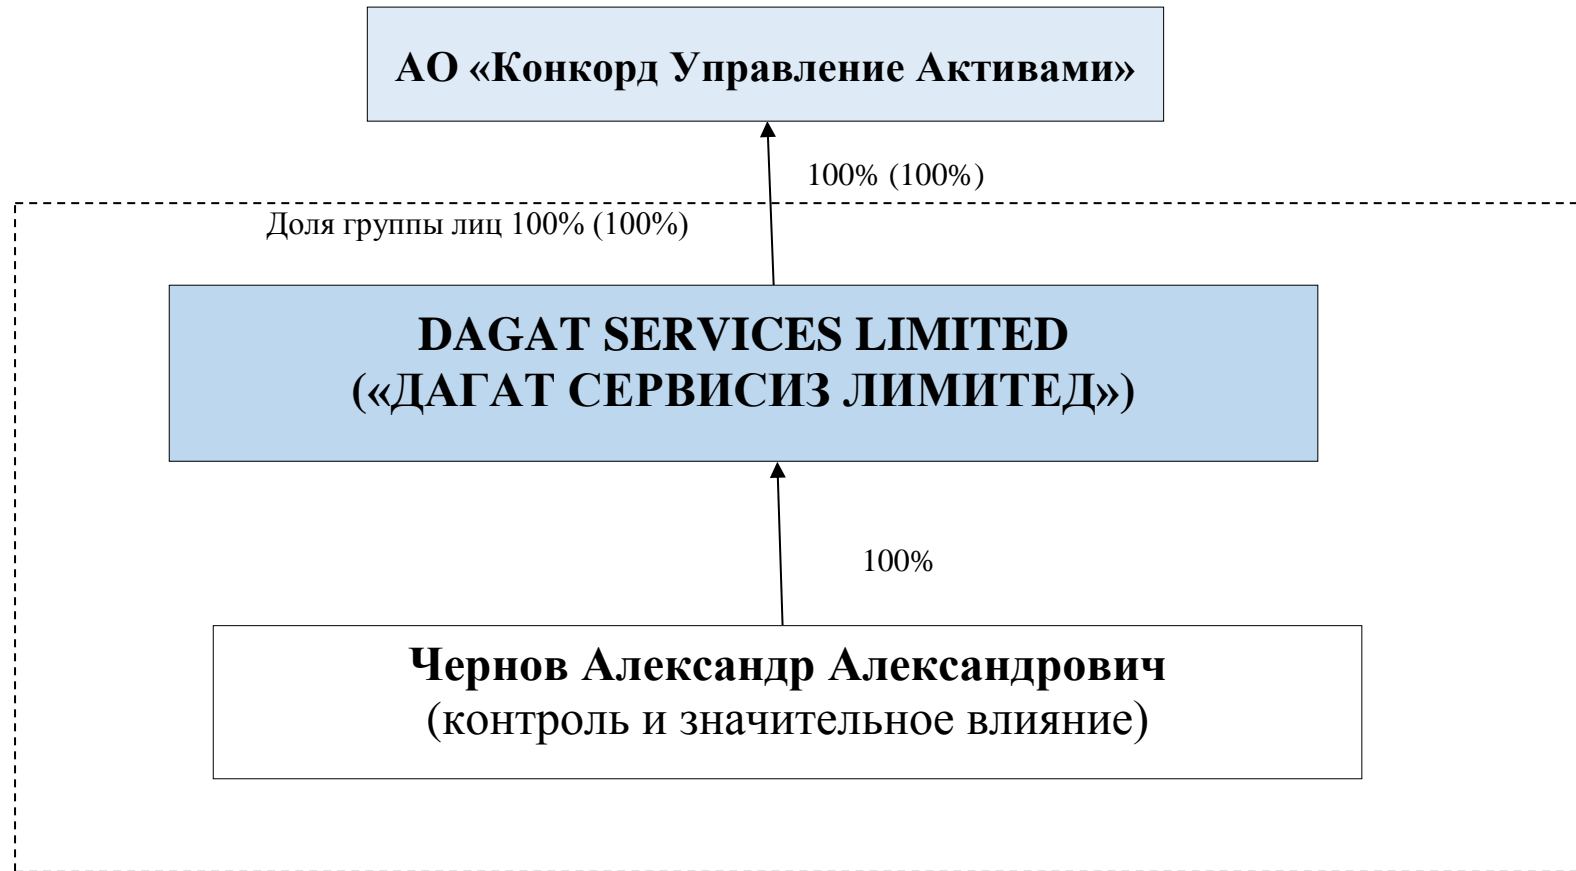 АО «Конкорд Управление Активами»
100% (100%)
Доля группы лиц 100% (100%)
DAGAT SERVICES LIMITED
(«ДАГАТ СЕРВИСИЗ ЛИМИТЕД»)
100%
Чернов Александр Александрович
(контроль и значительное влияние)